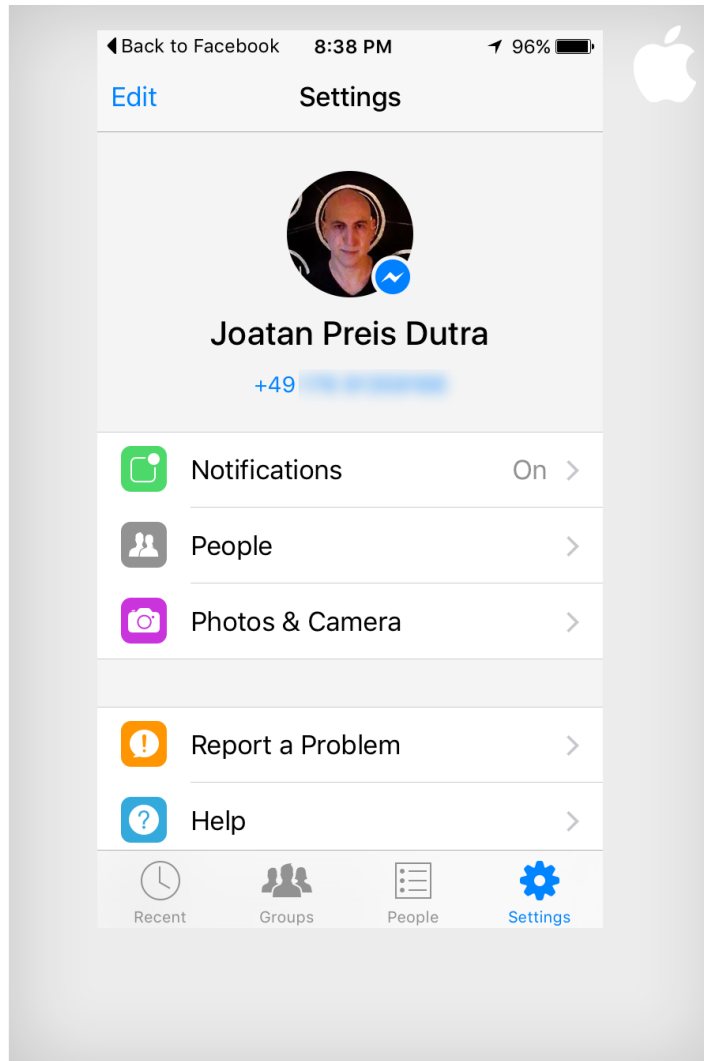 Back to Facebook 8:38 PM 96%
Edit Settings
Joatan Preis Dutra
+49
Notifications On
People
Photos & Camera
Report a Problem
Help
Recent Groups People Settings